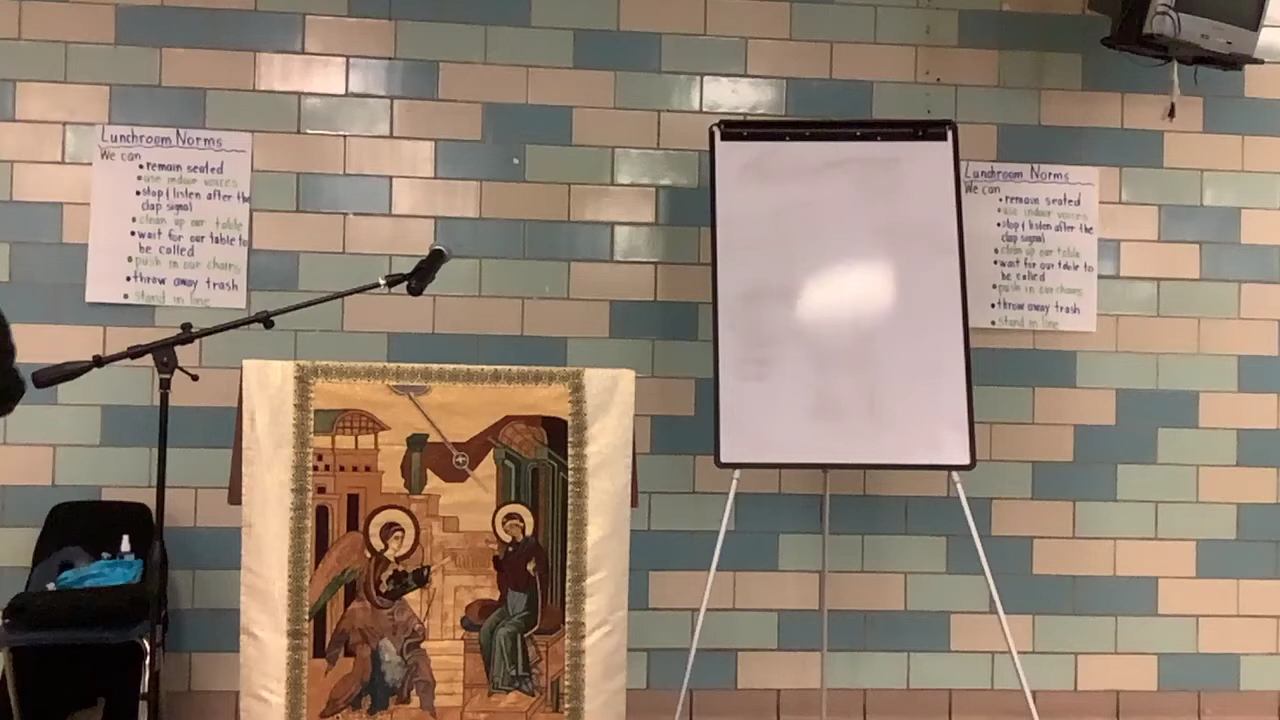 Lunchroom Norms
We can
• remain seated
• use indoor voices
• stop & listen after the
clap signal
• clean up our table
• wait for our table to
be called
• push in our chairs
• throw away trash
• stand in line
Lunchroom Norms
We can
• remain seated
• use indoor voices
• stop & listen after the
clap signal
• clean up our table
• wait for our table to
be called
• push in our chairs
• throw away trash
• stand in line